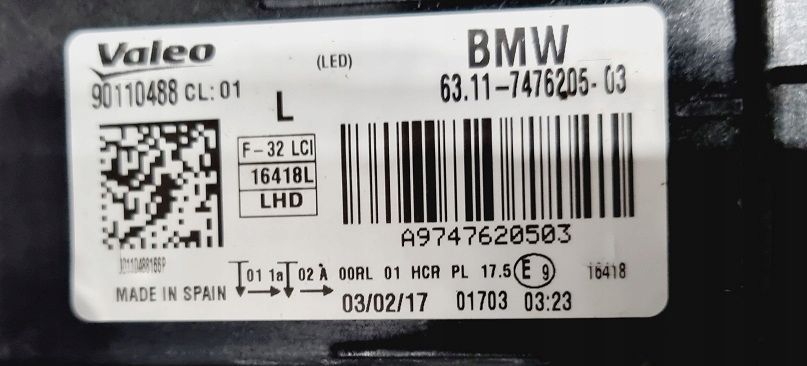 Valeo
(LED)
BMW
90110488 CL: 01
63.11-7476205-03
L
F-32 LCI
16418L
LHD
A9747620503
01 1a 02 A 00RL 01 HCR PL 17.5 E 9
16418
MADE IN SPAIN
03/02/17 01703 03:23